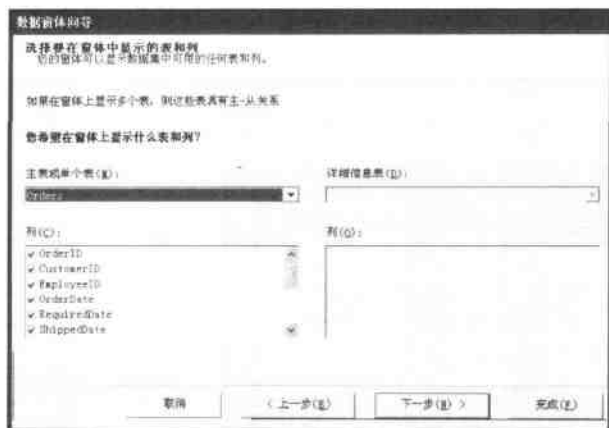 数据窗体向导
选择要在窗体中显示的表和列
您的窗体可以显示数据集中可用的任何表和列。
如果在窗体上显示多个表，则这些表具有主-从关系
您希望在窗体上显示什么表和列?
主表或单个表(M): 详细信息表(D):
Orders
列(C): 列(O):
OrderID
CustomerID
EmployeeID
OrderDate
RequiredDate
ShippedDate
取消 < 上一步(B) 下一步(N) > 完成(F)